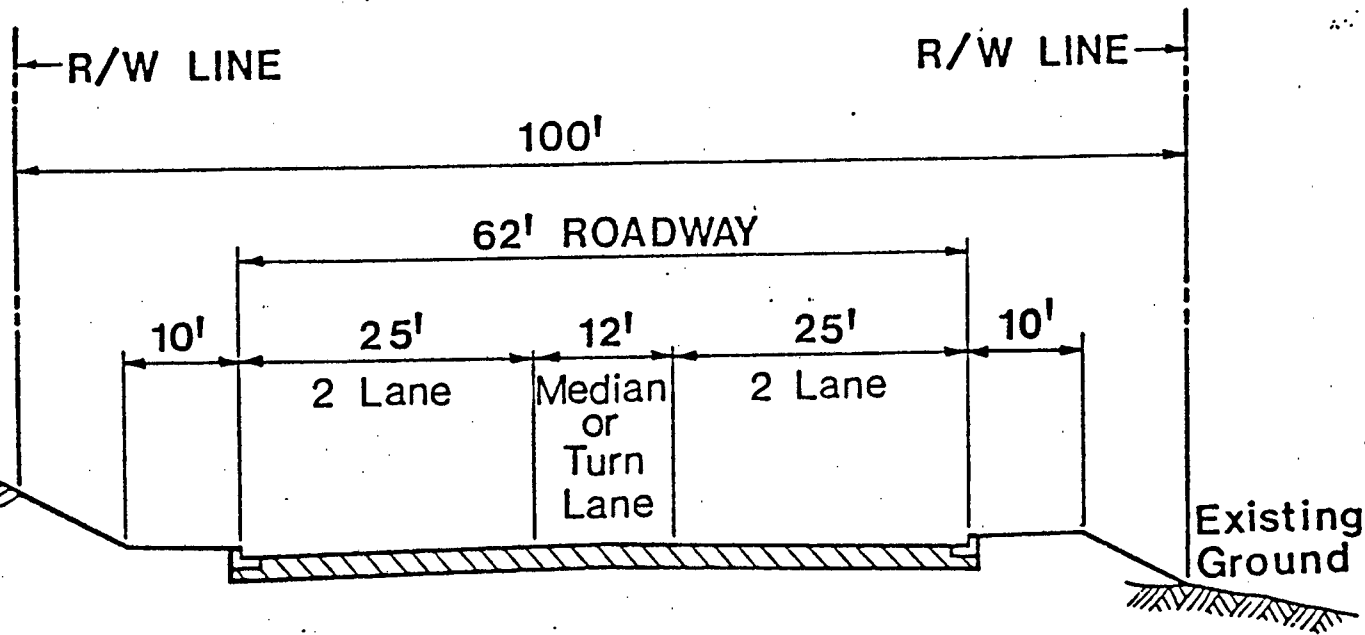 R/W LINE
R/W LINE
100'
62' ROADWAY
10'
25'
12'
25'
10'
2 Lane
Median
or
Turn
Lane
2 Lane
Existing
Ground